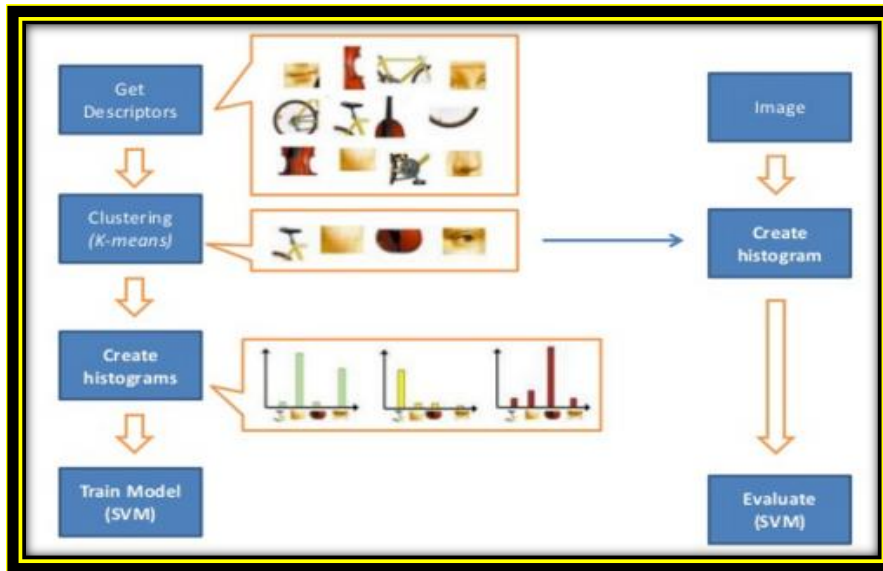 Get
Descriptors
Clustering
(K-means)
Create
histograms
Train Model
(SVM)
Image
Create
histogram
Evaluate
(SVM)